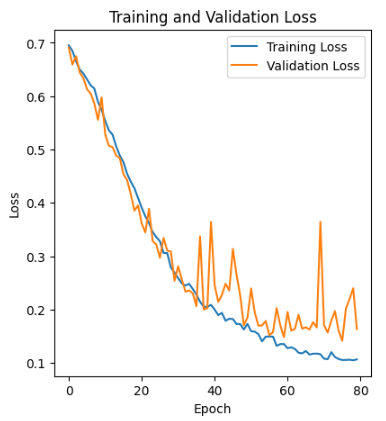 Training and Validation Loss
Training Loss
Validation Loss
0.7
0.6
0.5
0.4
0.3
0.2
0.1
Loss
0 20 40 60 80
Epoch